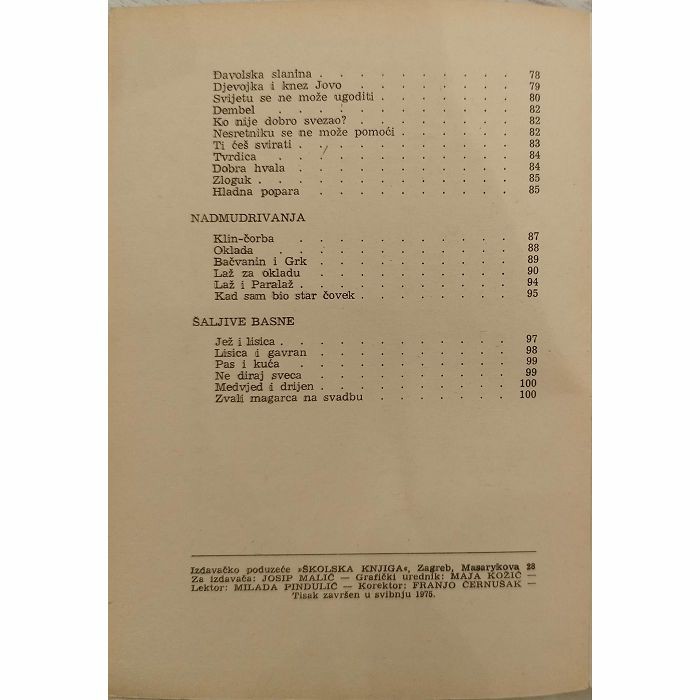 Đavolska slanina . . . . . . . . . . 78
Djevojka i knez Jovo . . . . . . . . 79
Svijetu se ne može ugoditi . . . . . . . 80
Dembel . . . . . . . . . . . . 82
Ko nije dobro svezao? . . . . . . . . 82
Nesretniku se ne može pomoći . . . . . . 82
Ti ćeš svirati . . . . . . . . . . 83
Tvrdica . . . . . . . . . . . 84
Dobra hvala . . . . . . . . . . 84
Zloguk . . . . . . . . . . . . 85
Hladna popara . . . . . . . . . . 85
NADMUDRIVANJA
Klin-čorba . . . . . . . . . . . 87
Oklada . . . . . . . . . . . 88
Bačvanin i Grk . . . . . . . . . . 89
Laž za okladu . . . . . . . . . . 90
Laž i Paralaž . . . . . . . . . . 94
Kad sam bio star čovek . . . . . . . . 95
ŠALJIVE BASNE
Jež i lisica . . . . . . . . . . . 97
Lisica i gavran . . . . . . . . . . 98
Pas i kuća . . . . . . . . . . . 99
Ne diraj sveca . . . . . . . . . . 99
Medvjed i drijen . . . . . . . . . . 100
Zvali magarca na svadbu . . . . . . . . 100
Izdavačko poduzeće »ŠKOLSKA KNJIGA«, Zagreb, Masarykova 28
Za izdavača: JOSIP MALIĆ — Grafički urednik: MAJA KOŽIĆ —
Lektor: MILADA PINDULIĆ — Korektor: FRANJO ČERNUŠAK —
Tisak završen u svibnju 1975.